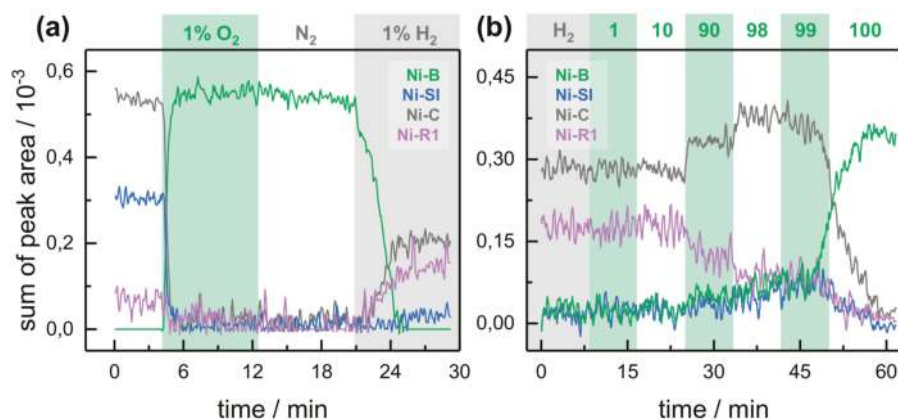 (a)
1% O₂ N₂ 1% H₂
Ni-B
Ni-SI
Ni-C
Ni-R1
sum of peak area / 10⁻³
0,6
0,4
0,2
0,0
0 6 12 18 24 30
time / min
(b)
H₂ 1 10 90 98 99 100
Ni-B
Ni-SI
Ni-C
Ni-R1
0,45
0,30
0,15
0,00
0 15 30 45 60
time / min